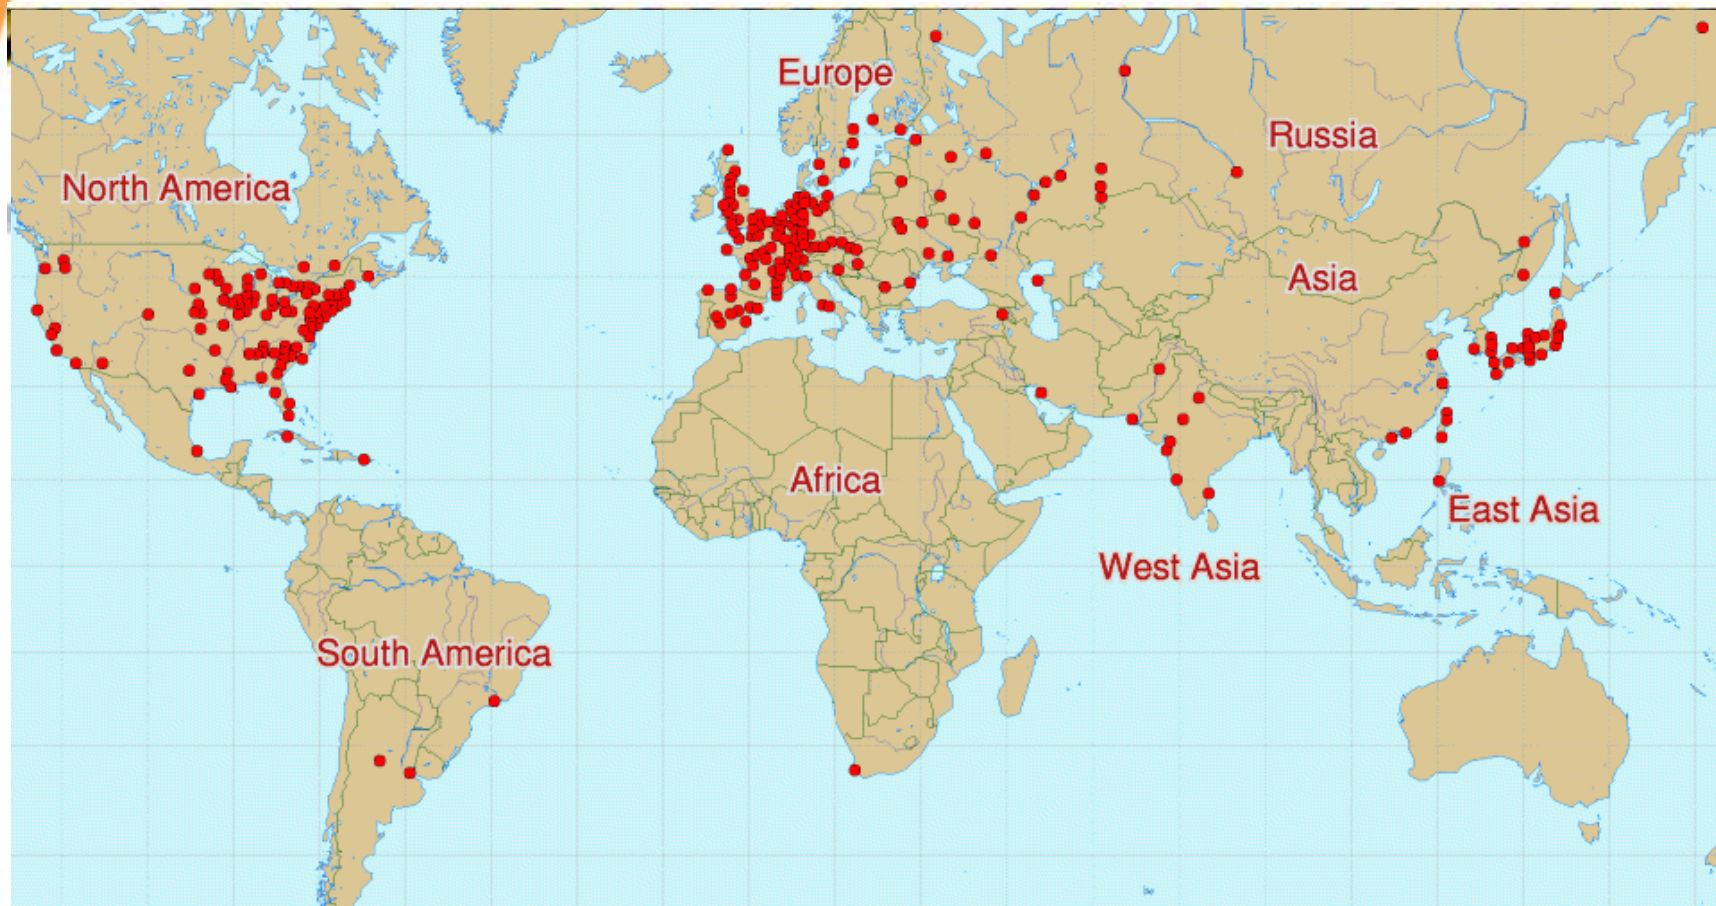 Europe
Russia
North America
Asia
Africa
East Asia
West Asia
South America